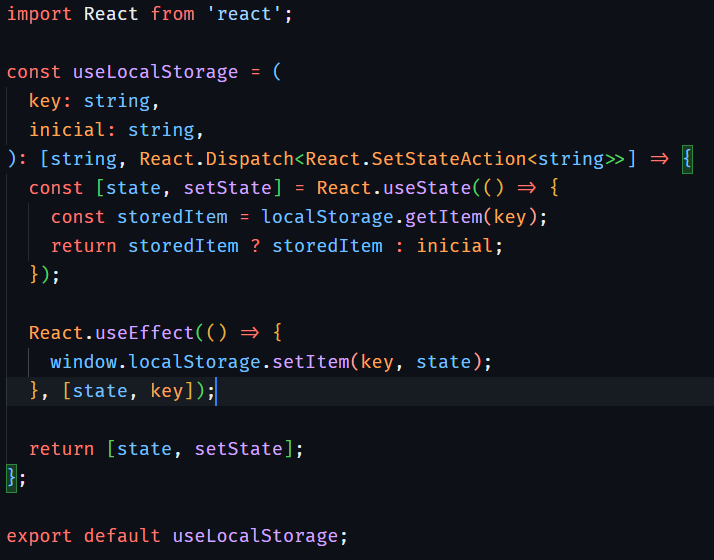 import React from 'react';
const useLocalStorage = (
key: string,
inicial: string,
): [string, React.Dispatch<React.SetStateAction<string>>] => {
const [state, setState] = React.useState(() => {
const storedItem = localStorage.getItem(key);
return storedItem ? storedItem : inicial;
});
React.useEffect(() => {
window.localStorage.setItem(key, state);
}, [state, key]);
return [state, setState];
};
export default useLocalStorage;